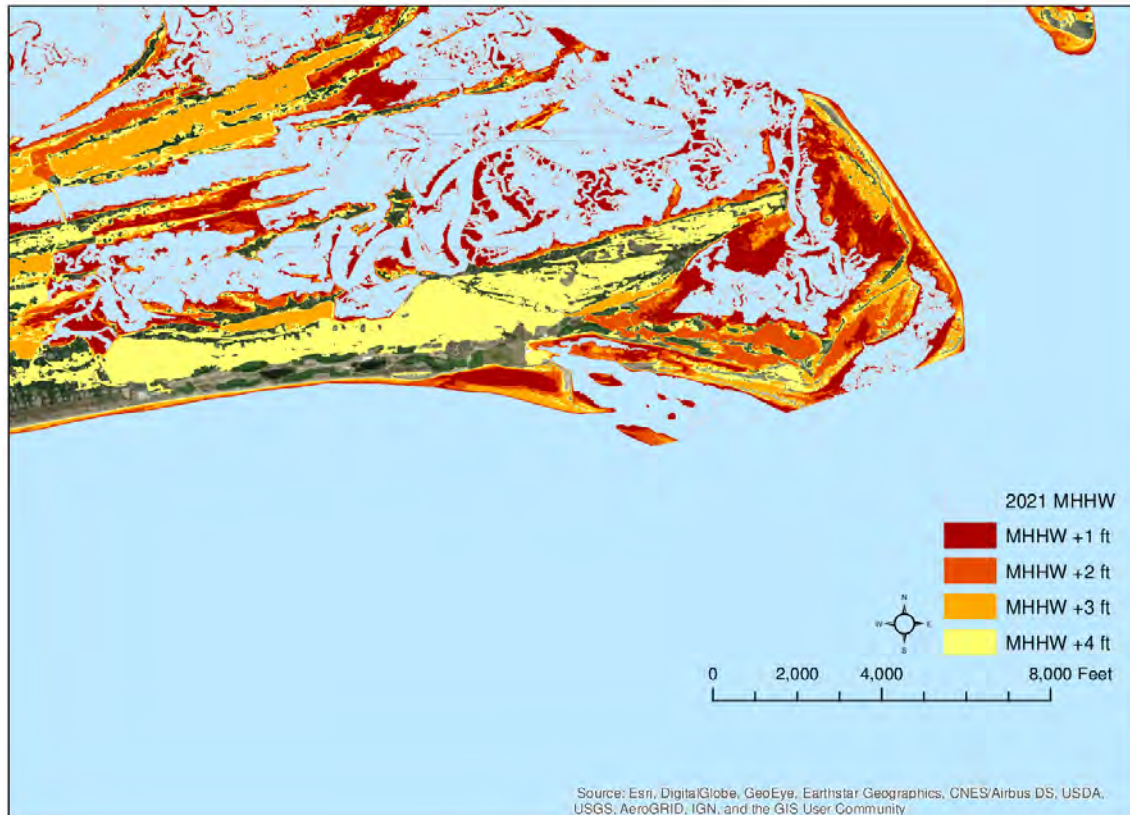 2021 MHHW
MHHW +1 ft
MHHW +2 ft
MHHW +3 ft
MHHW +4 ft
N
W E
S
0 2,000 4,000 8,000 Feet
Source: Esri, DigitalGlobe, GeoEye, Earthstar Geographics, CNES/Airbus DS, USDA,
USGS, AeroGRID, IGN, and the GIS User Community